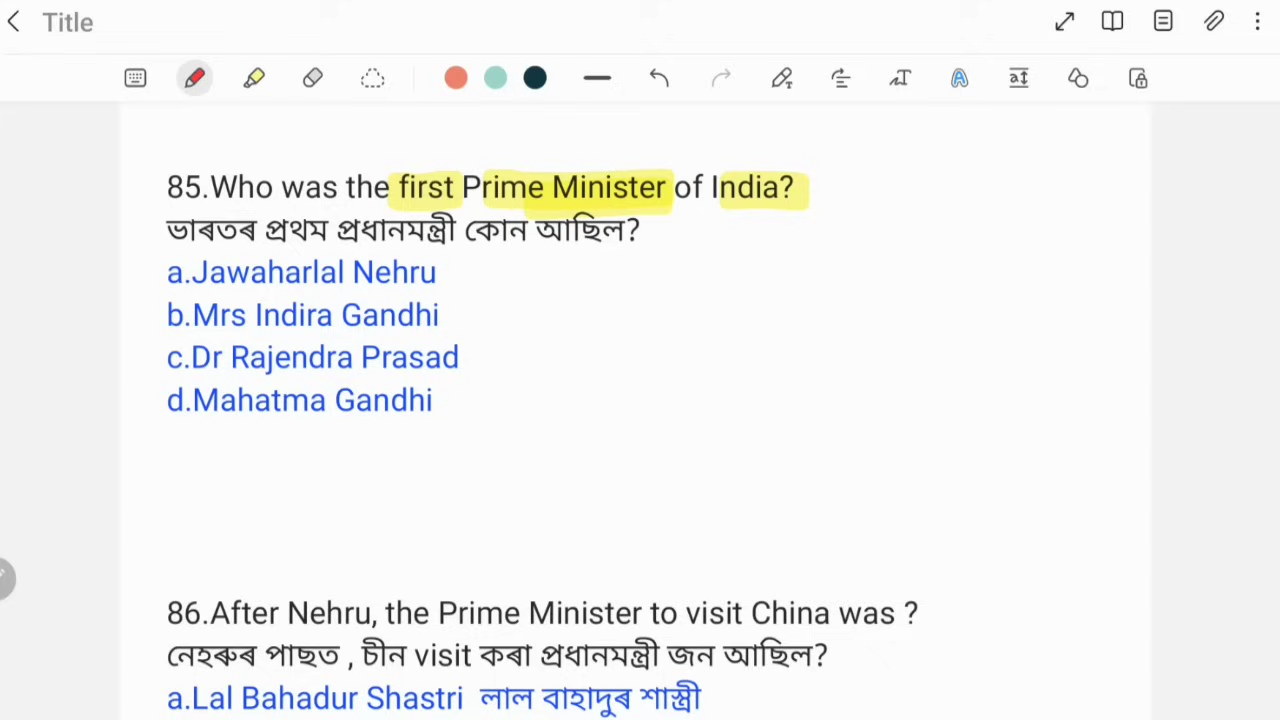 Title
85.Who was the first Prime Minister of India?
ভাৰতৰ প্ৰথম প্ৰধানমন্ত্ৰী কোন আছিল?
a.Jawaharlal Nehru
b.Mrs Indira Gandhi
c.Dr Rajendra Prasad
d.Mahatma Gandhi
86.After Nehru, the Prime Minister to visit China was ?
নেহৰুৰ পাছত , চীন visit কৰা প্ৰধানমন্ত্ৰী জন আছিল?
a.Lal Bahadur Shastri লাল বাহাদুৰ শাস্ত্ৰী